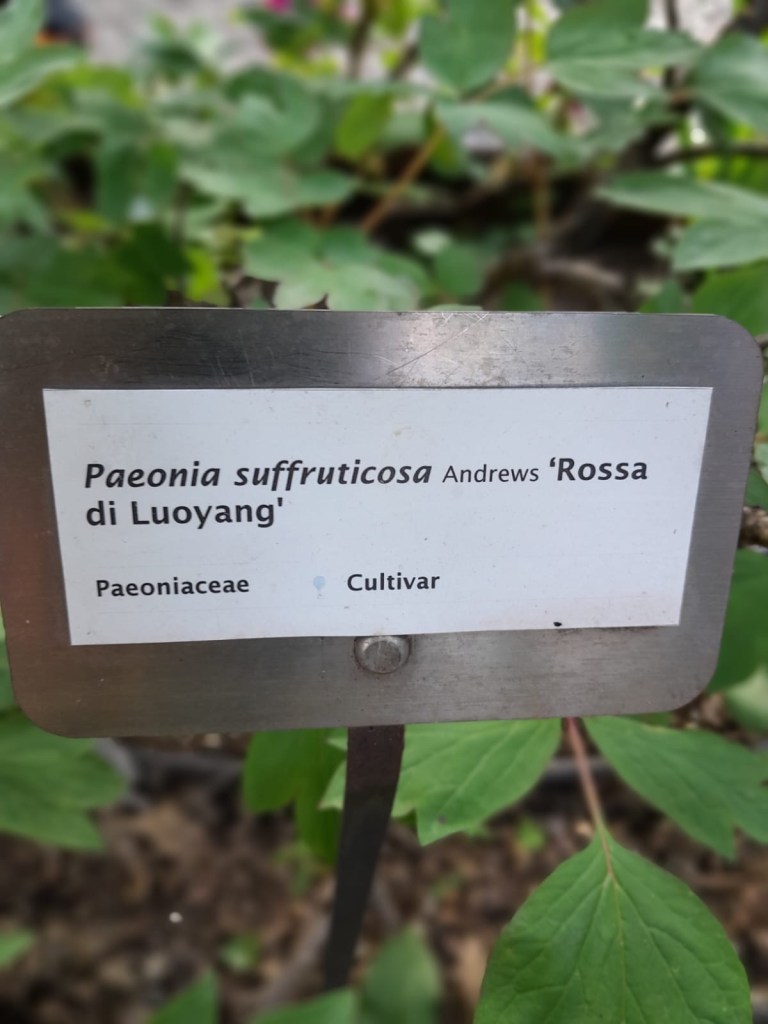 Paeonia suffruticosa Andrews ‘Rossa
di Luoyang'
Paeoniaceae Cultivar